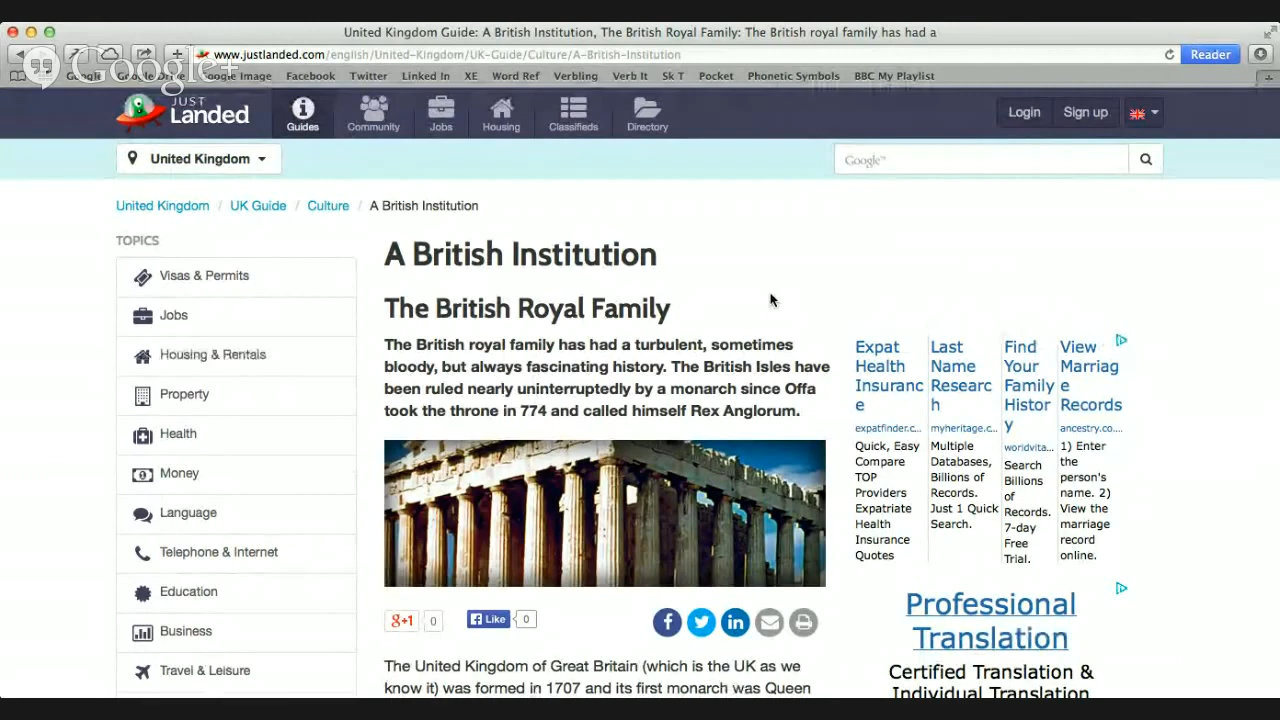 United Kingdom Guide: A British Institution, The British Royal Family: The British royal family has had a
www.justlanded.com/english/United-Kingdom/UK-Guide/Culture/A-British-Institution
Reader
Google+
Google Drive Google Image Facebook Twitter Linked In XE Word Ref Verbling Verb It Sk T Pocket Phonetic Symbols BBC My Playlist
JUST
Landed
Guides Community Jobs Housing Classifieds Directory
Login Sign up
United Kingdom
Google™
United Kingdom / UK Guide / Culture / A British Institution
TOPICS
Visas & Permits
Jobs
Housing & Rentals
Property
Health
Money
Language
Telephone & Internet
Education
Business
Travel & Leisure
A British Institution
The British Royal Family
The British royal family has had a turbulent, sometimes
bloody, but always fascinating history. The British Isles have
been ruled nearly uninterruptedly by a monarch since Offa
took the throne in 774 and called himself Rex Anglorum.
g+1 0
Like 0
The United Kingdom of Great Britain (which is the UK as we
know it) was formed in 1707 and its first monarch was Queen
Expat
Health
Insuranc
e
expatfinder.c...
Quick, Easy
Compare
TOP
Providers
Expatriate
Health
Insurance
Quotes
Last
Name
Researc
h
myheritage.c...
Multiple
Databases,
Billions of
Records.
Just 1 Quick
Search.
Find
Your
Family
Histor
y
worldvita...
Search
Billions
of
Records.
7-day
Free
Trial.
View
Marriag
e
Records
ancestry.co....
1) Enter
the
person's
name. 2)
View the
marriage
record
online.
Professional
Translation
Certified Translation &
Individual Translation